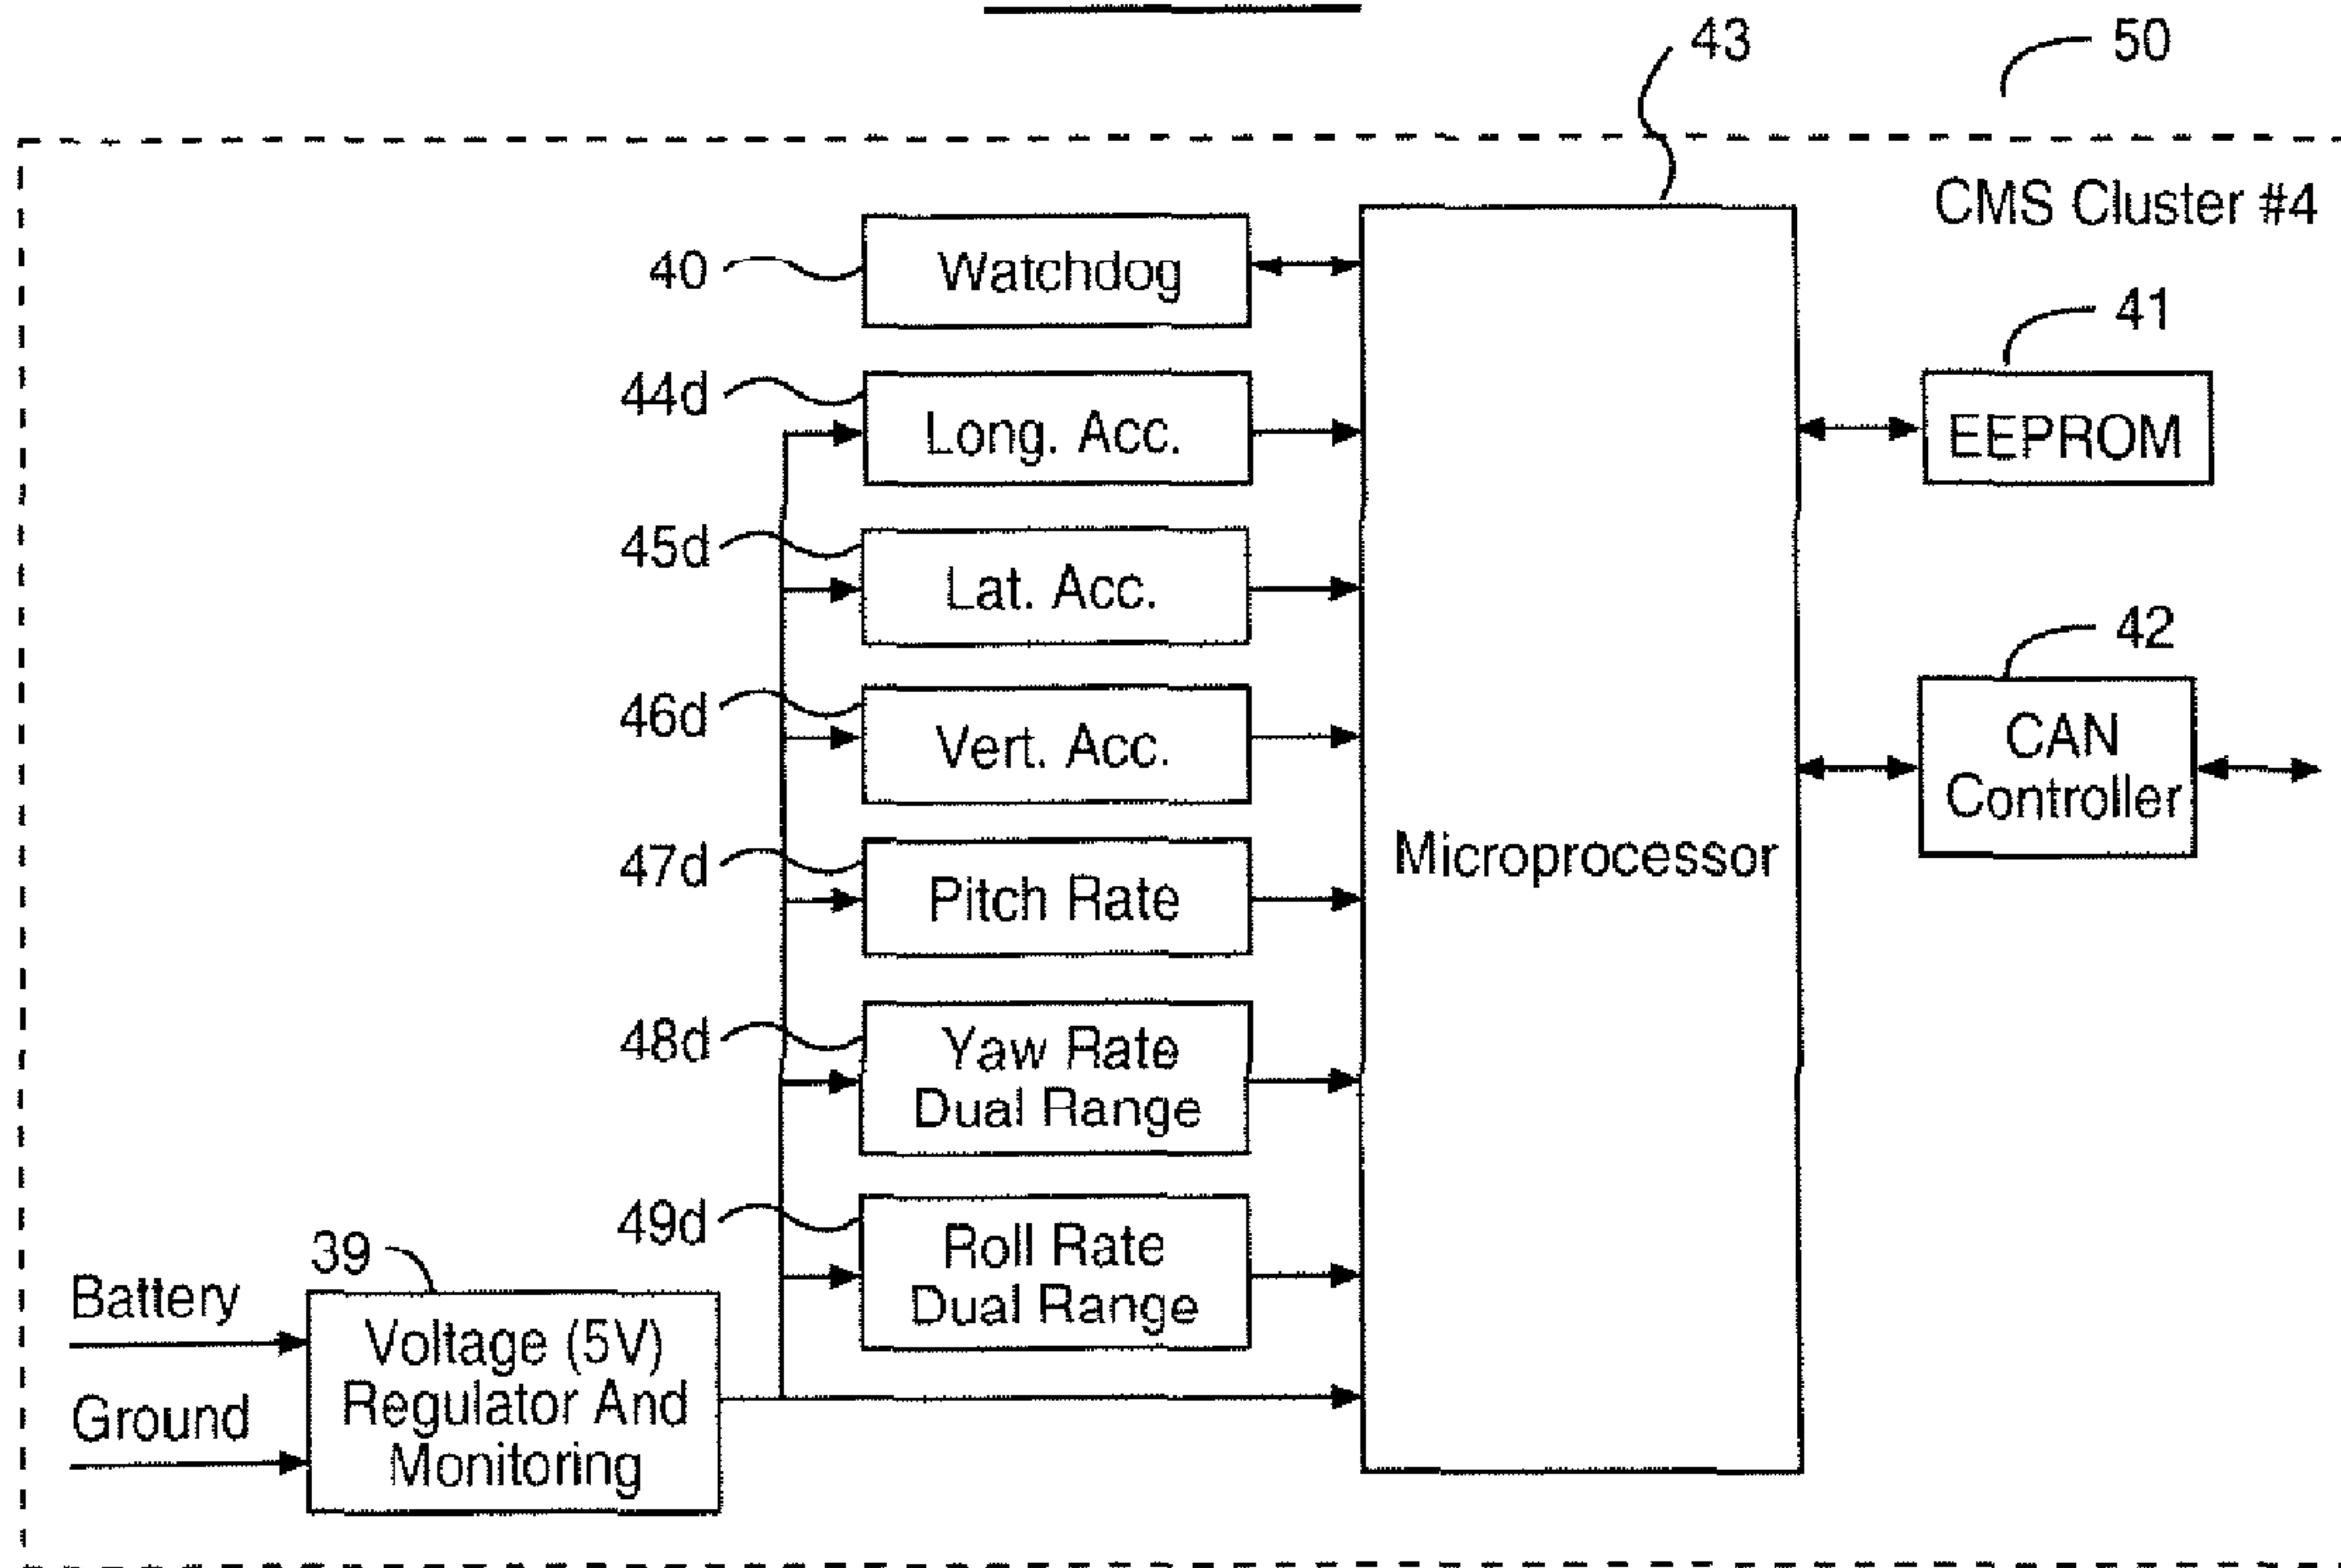 43
50
CMS Cluster #4
40
Watchdog
41
44d
Long. Acc.
EEPROM
45d
Lat. Acc.
42
46d
Vert. Acc.
CAN
Controller
Microprocessor
47d
Pitch Rate
48d
Yaw Rate
Dual Range
49d
Roll Rate
Dual Range
39
Battery
Ground
Voltage (5V)
Regulator And
Monitoring